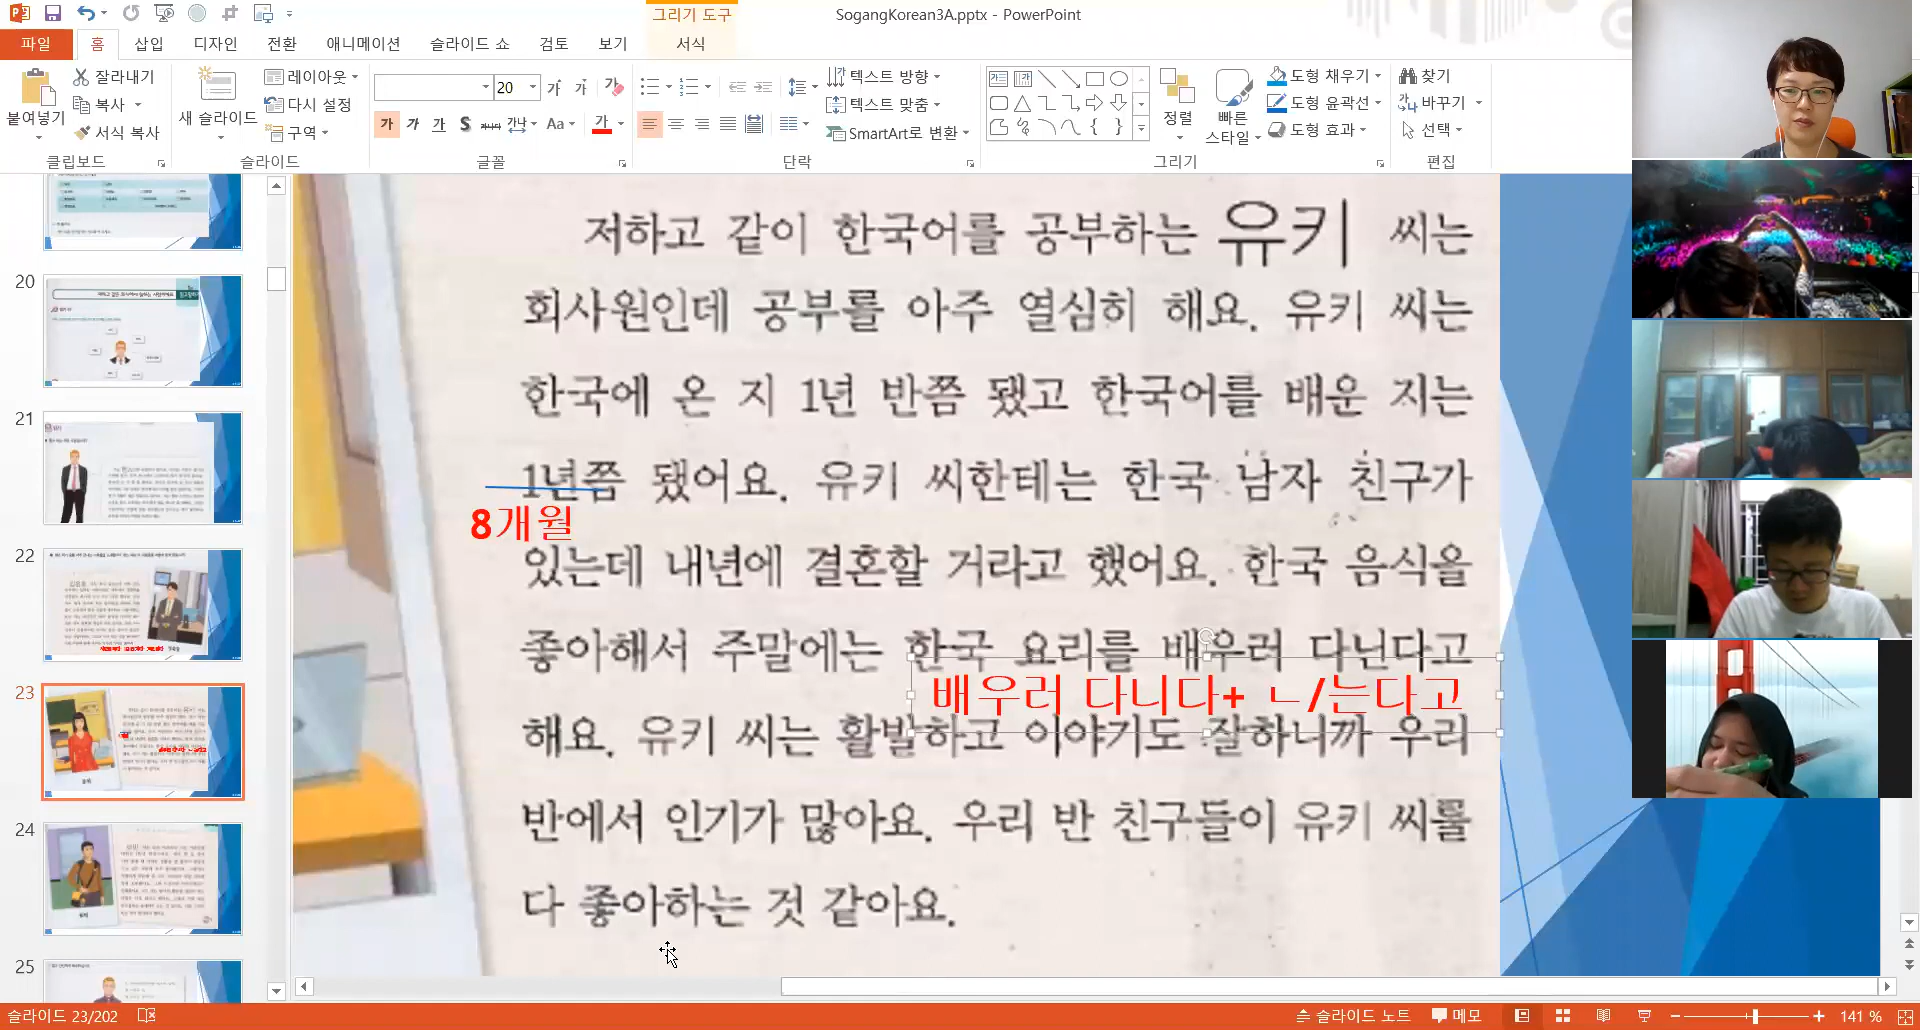 SogangKorean3A.pptx - PowerPoint
그리기 도구
파일 홈 삽입 디자인 전환 애니메이션 슬라이드 쇼 검토 보기 서식
붙여넣기
잘라내기
복사
서식 복사
클립보드
새 슬라이드
레이아웃
다시 설정
구역
슬라이드
20
가 가 가 S 가나다 간낫 Aa 가
글꼴
텍스트 방향
텍스트 맞춤
SmartArt로 변환
단락
정렬
빠른 스타일
도형 채우기
도형 윤곽선
도형 효과
그리기
찾기
바꾸기
선택
편집
20
21
22
23
24
25
저하고 같이 한국어를 공부하는 유키 씨는
회사원인데 공부를 아주 열심히 해요. 유키 씨는
한국에 온 지 1년 반쯤 됐고 한국어를 배운 지는
1년쯤 됐어요. 유키 씨한테는 한국 남자 친구가
8개월
있는데 내년에 결혼할 거라고 했어요. 한국 음식을
좋아해서 주말에는 한국 요리를 배우러 다닌다고
배우러 다니다+ ㄴ/는다고
해요. 유키 씨는 활발하고 이야기도 잘하니까 우리
반에서 인기가 많아요. 우리 반 친구들이 유키 씨를
다 좋아하는 것 같아요.
슬라이드 23/202
슬라이드 노트 메모 141 %